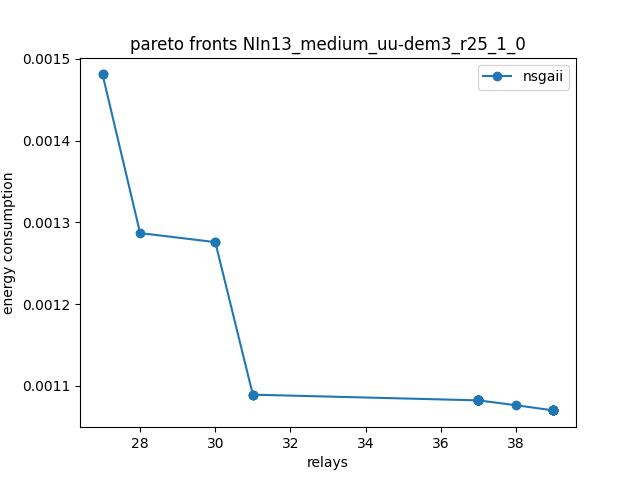 pareto fronts NIn13_medium_uu-dem3_r25_1_0
nsgaii
0.0015
0.0014
0.0013
0.0012
0.0011
energy consumption
28 30 32 34 36 38
relays